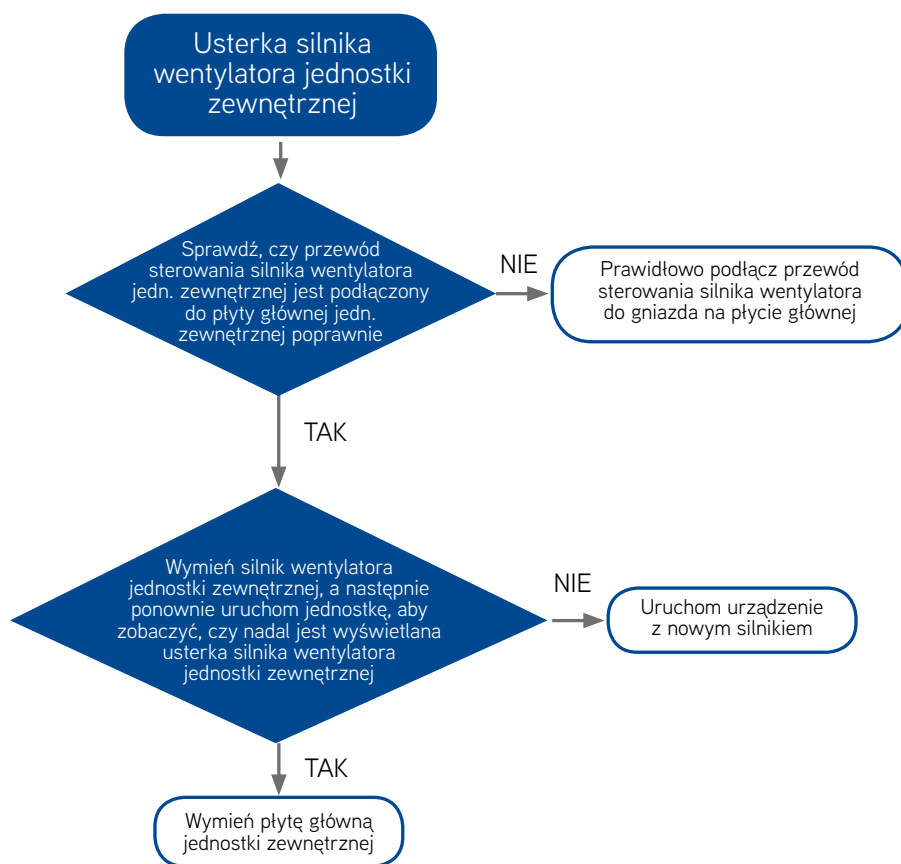 Usterka silnika
wentylatora jednostki
zewnętrznej
Sprawdź, czy przewód
sterowania silnika wentylatora
jedn. zewnętrznej jest podłączony
do płyty głównej jedn.
zewnętrznej poprawnie
NIE
Prawidłowo podłącz przewód
sterowania silnika wentylatora
do gniazda na płycie głównej
TAK
Wymień silnik wentylatora
jednostki zewnętrznej, a następnie
ponownie uruchom jednostkę, aby
zobaczyć, czy nadal jest wyświetlana
usterka silnika wentylatora
jednostki zewnętrznej
NIE
Uruchom urządzenie
z nowym silnikiem
TAK
Wymień płytę główną
jednostki zewnętrznej